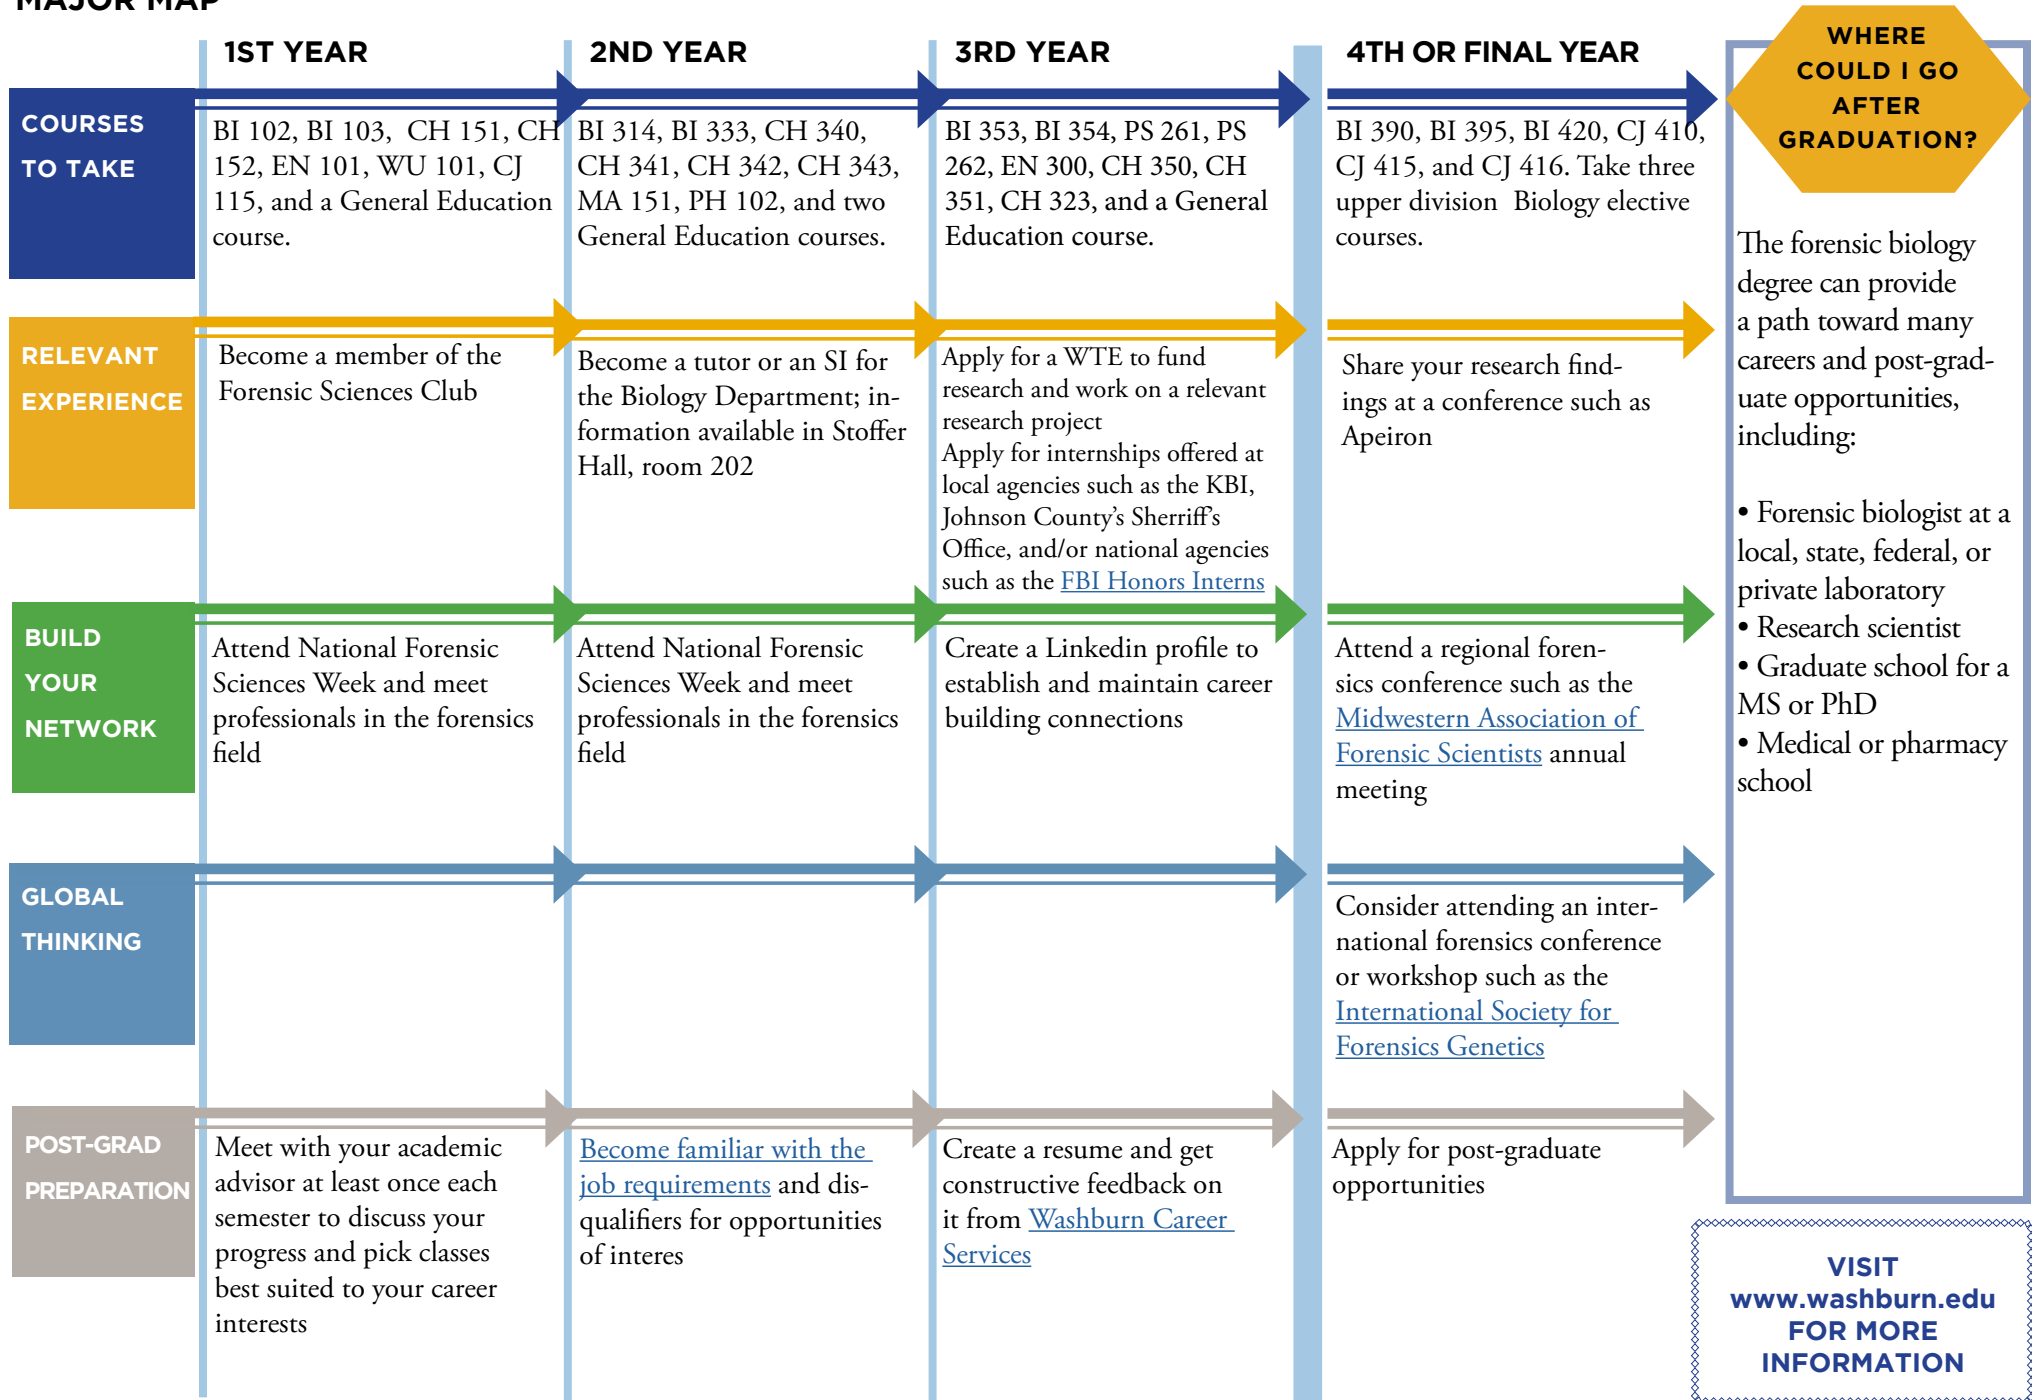 MAJOR MAP
1ST YEAR
2ND YEAR
3RD YEAR
4TH OR FINAL YEAR
COURSES
TO TAKE
BI 102, BI 103,  CH 151, CH
152, EN 101, WU 101, CJ
115, and a General Education
course.
BI 314, BI 333, CH 340,
CH 341, CH 342, CH 343,
MA 151, PH 102, and two
General Education courses.
BI 353, BI 354, PS 261, PS
262, EN 300, CH 350, CH
351, CH 323, and a General
Education course.
BI 390, BI 395, BI 420, CJ 410,
CJ 415, and CJ 416. Take three
upper division  Biology elective
courses.
RELEVANT
EXPERIENCE
Become a member of the
Forensic Sciences Club
Become a tutor or an SI for
the Biology Department; in-
formation available in Stoffer
Hall, room 202
Apply for a WTE to fund
research and work on a relevant
research project
Apply for internships offered at
local agencies such as the KBI,
Johnson County's Sherriff's
Office, and/or national agencies
such as the FBI Honors Interns
Share your research find-
ings at a conference such as
Apeiron
BUILD
YOUR
NETWORK
Attend National Forensic
Sciences Week and meet
professionals in the forensics
field
Attend National Forensic
Sciences Week and meet
professionals in the forensics
field
Create a Linkedin profile to
establish and maintain career
building connections
Attend a regional foren-
sics conference such as the
Midwestern Association of
Forensic Scientists annual
meeting
GLOBAL
THINKING
Consider attending an inter-
national forensics conference
or workshop such as the
International Society for
Forensics Genetics
POST-GRAD
PREPARATION
Meet with your academic
advisor at least once each
semester to discuss your
progress and pick classes
best suited to your career
interests
Become familiar with the
job requirements and dis-
qualifiers for opportunities
of interes
Create a resume and get
constructive feedback on
it from Washburn Career
Services
Apply for post-graduate
opportunities
WHERE
COULD I GO
AFTER
GRADUATION?
The forensic biology
degree can provide
a path toward many
careers and post-grad-
uate opportunities,
including:
• Forensic biologist at a
local, state, federal, or
private laboratory
• Research scientist
• Graduate school for a
MS or PhD
• Medical or pharmacy
school
VISIT
www.washburn.edu
FOR MORE
INFORMATION